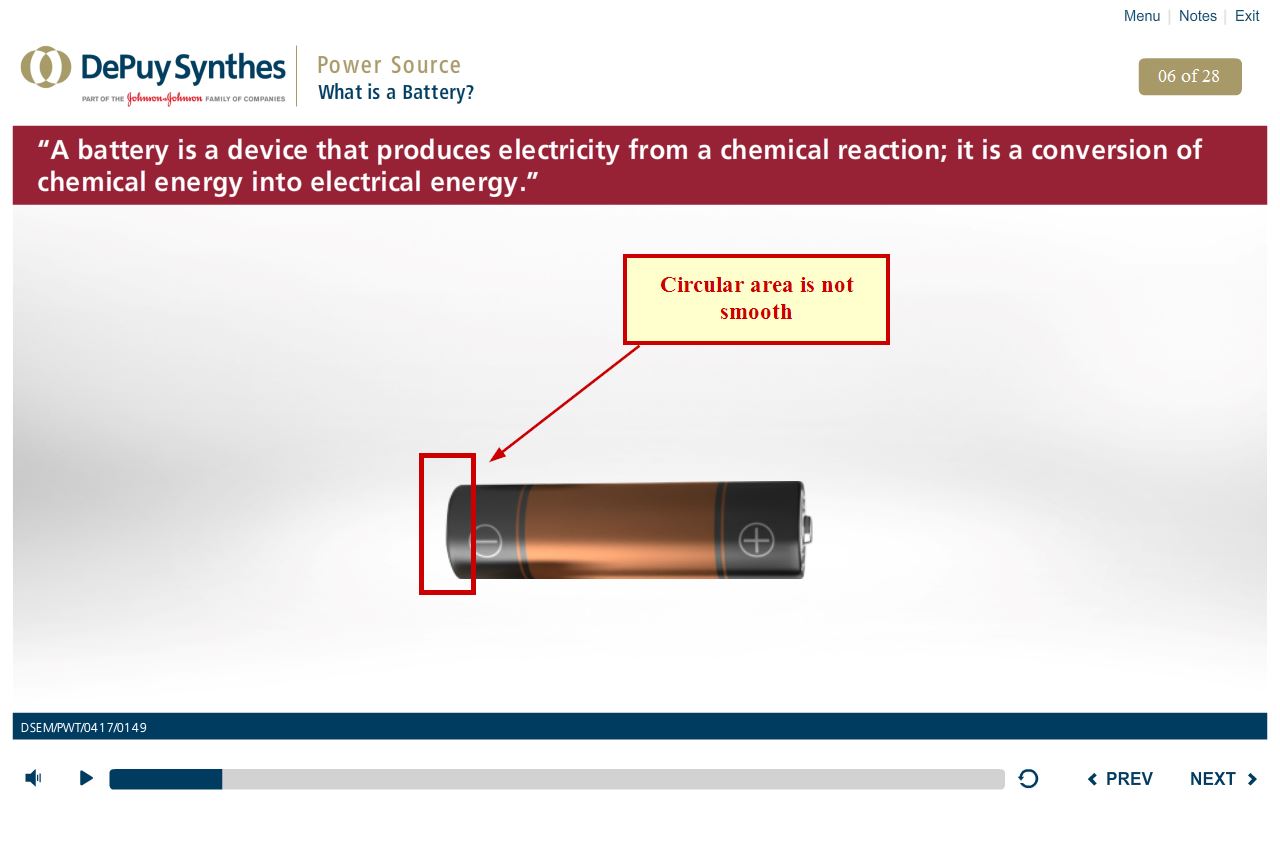 Menu | Notes | Exit
DePuy Synthes
PART OF THE Johnson & Johnson FAMILY OF COMPANIES
Power Source
What is a Battery?
06 of 28
“A battery is a device that produces electricity from a chemical reaction; it is a conversion of
chemical energy into electrical energy.”
Circular area is not
smooth
DSEM/PWT/0417/0149
PREV
NEXT